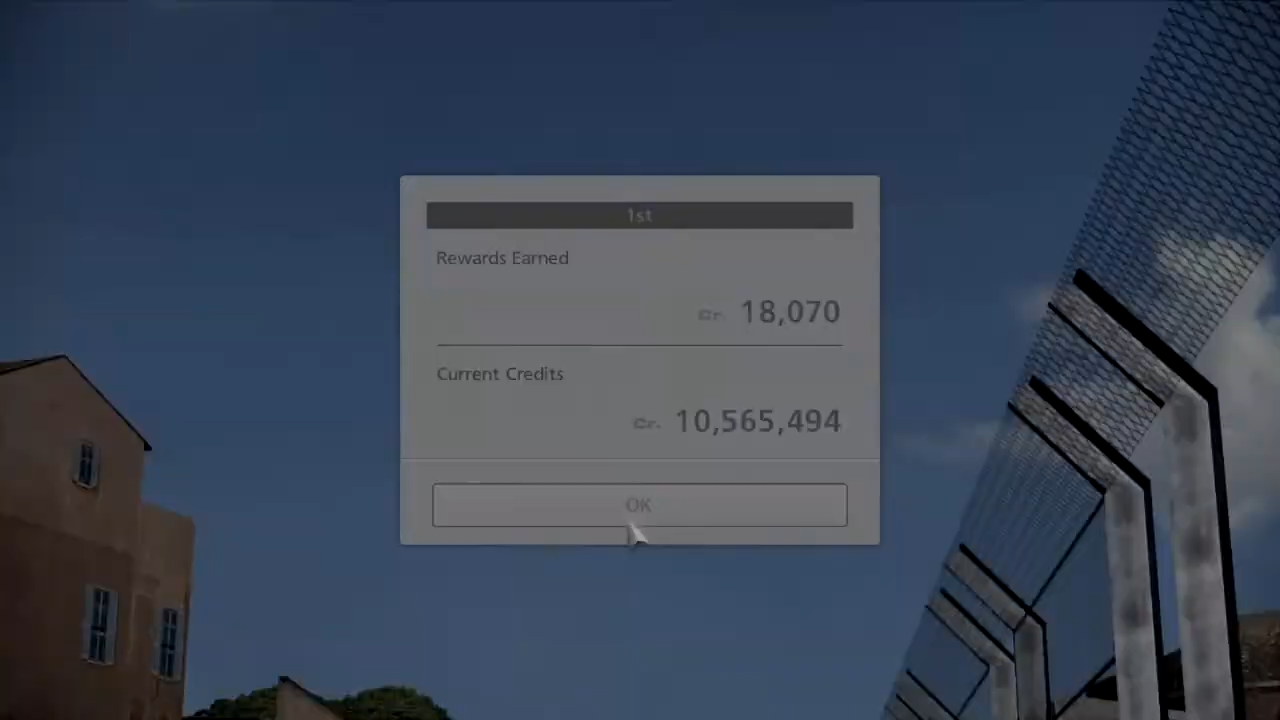 1st
Rewards Earned
Cr. 18,070
Current Credits
Cr. 10,565,494
OK